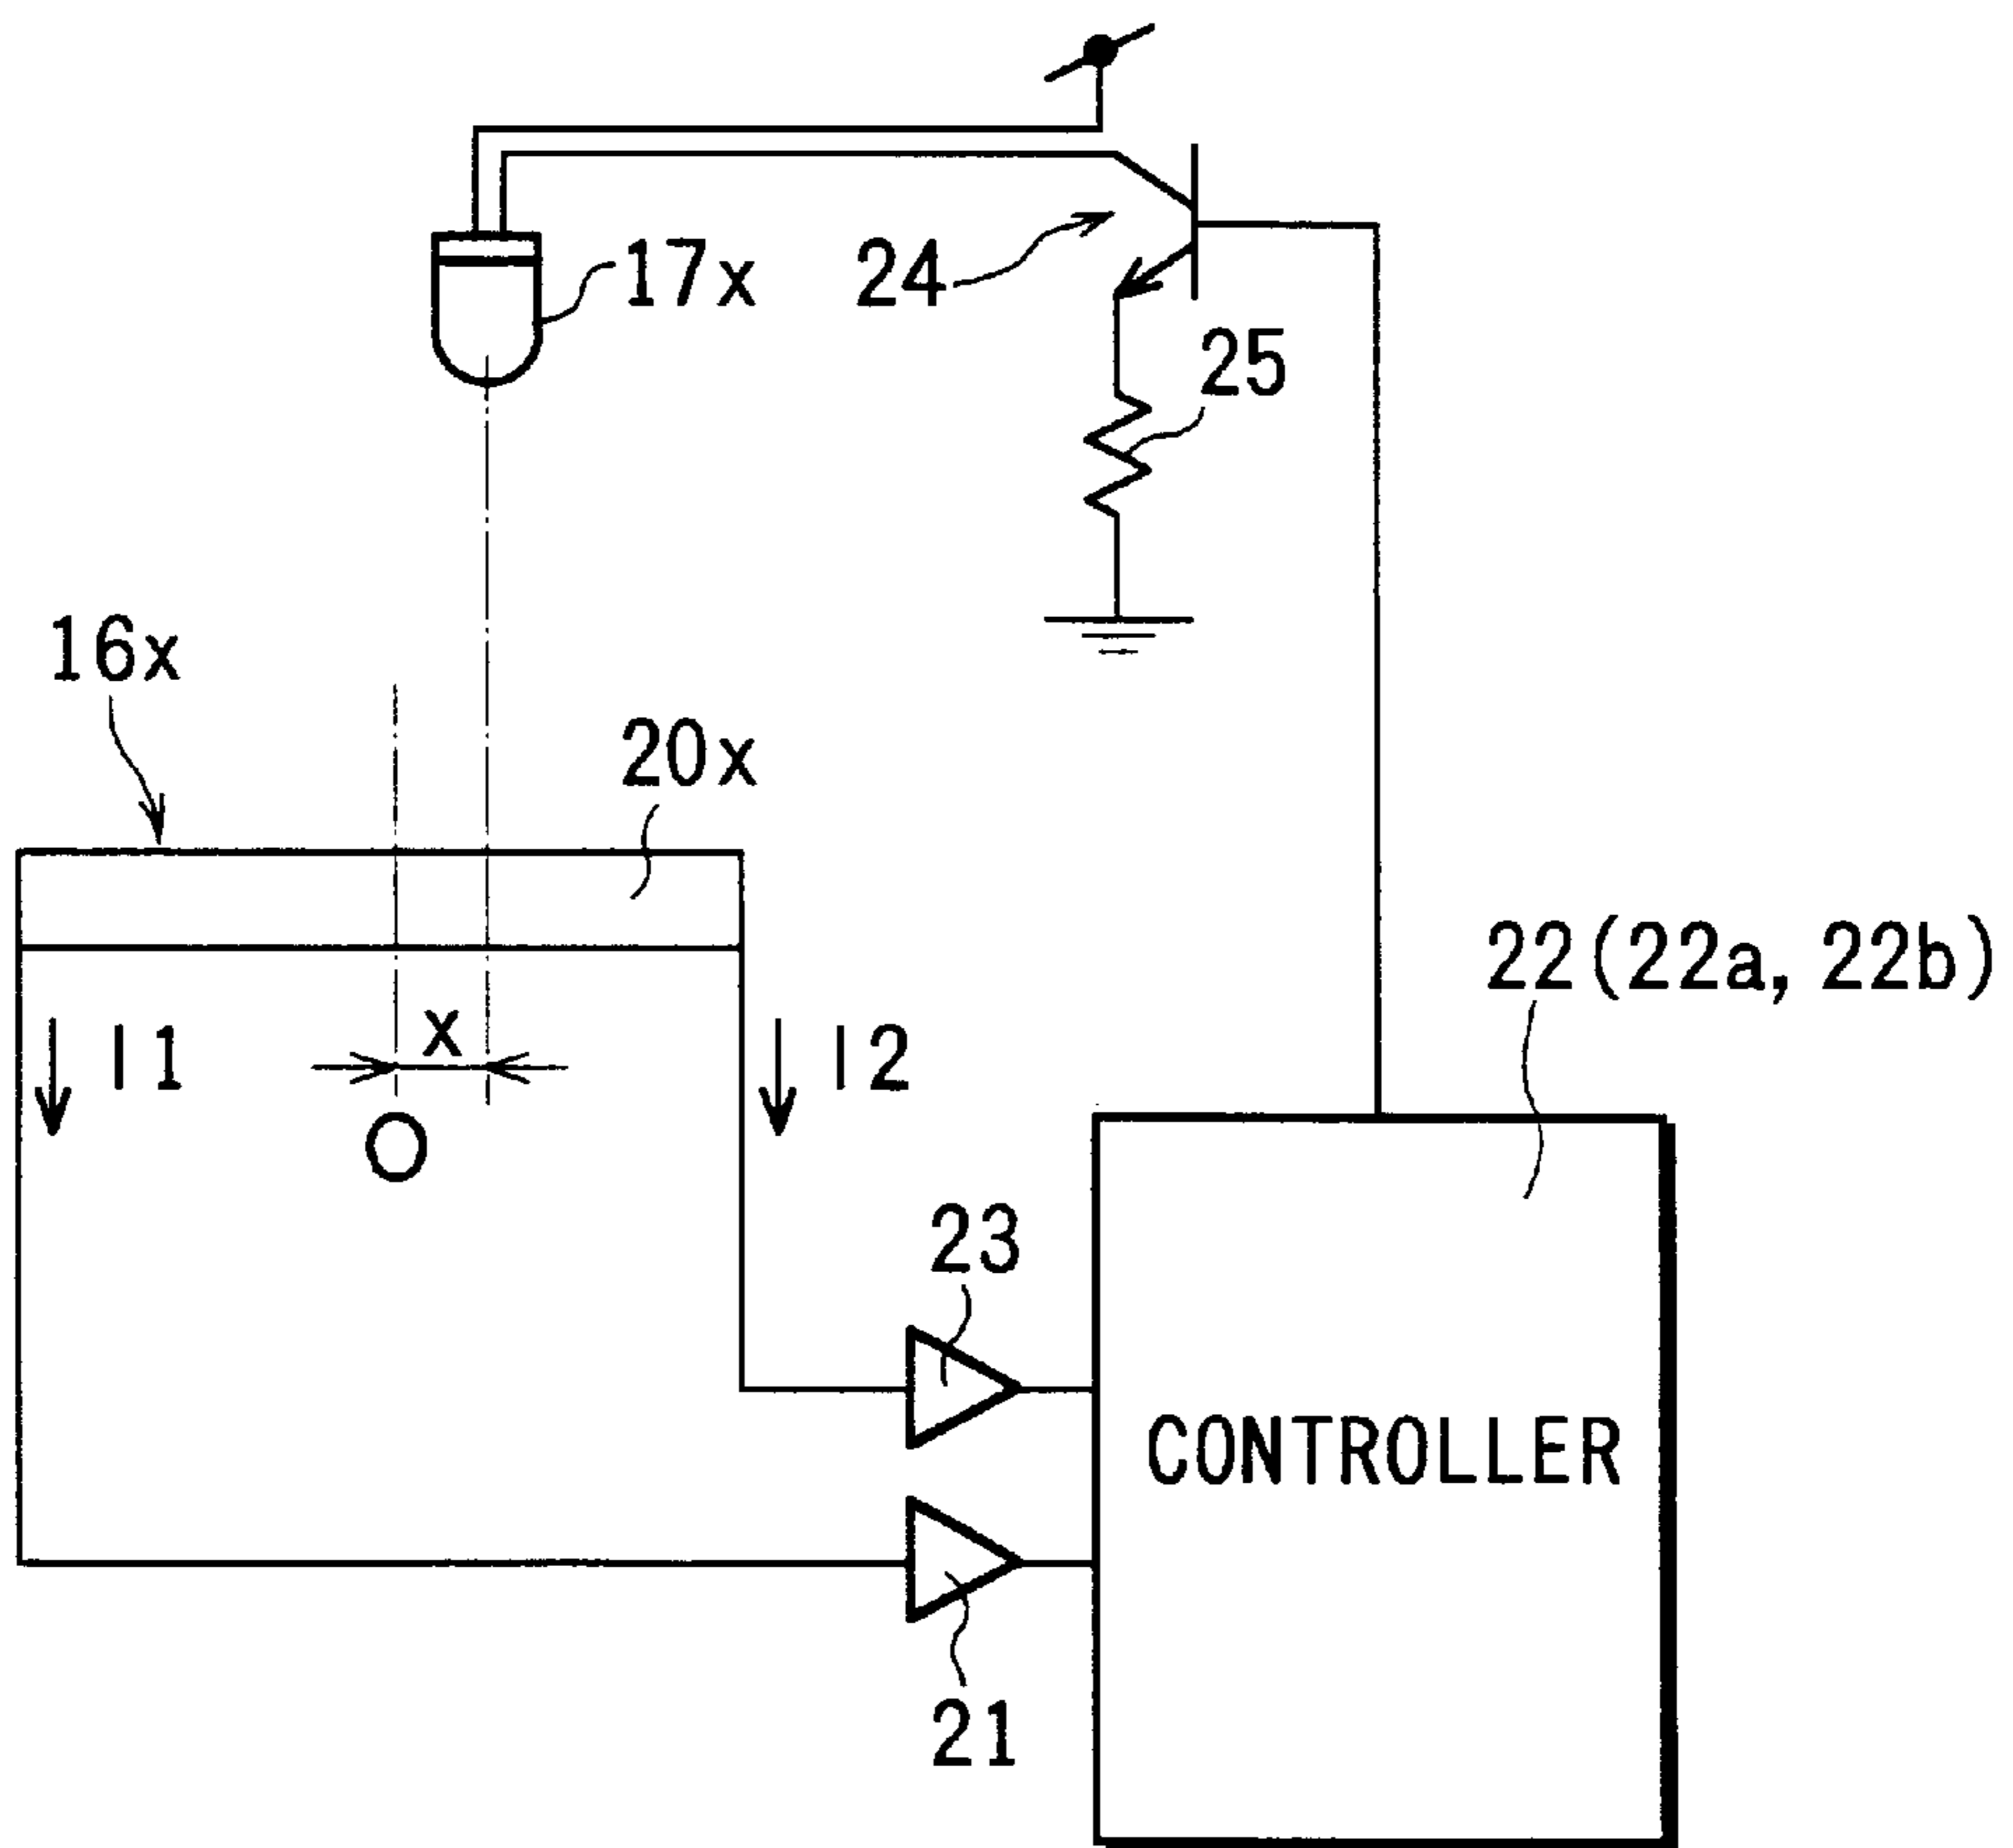 17x
24
25
16x
20x
22(22a, 22b)
I1
X
I2
O
23
CONTROLLER
21